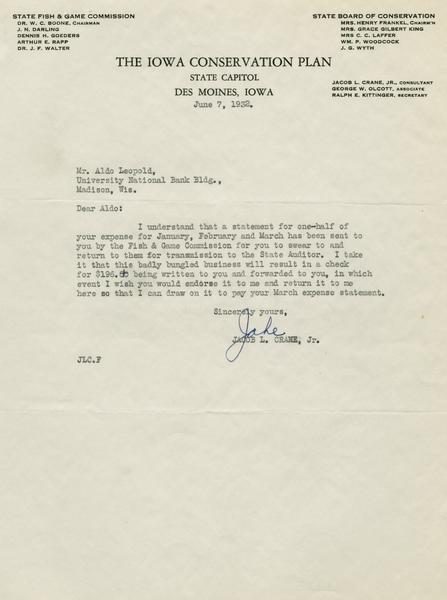 STATE FISH & GAME COMMISSION
DR. W. C. BOONE, CHAIRMAN
J. N. DARLING
DENNIS H. GOEDERS
ARTHUR E. RAPP
DR. J. F. WALTER
STATE BOARD OF CONSERVATION
MRS. HENRY FRANKEL, CHAIRM'N
MRS. GRACE GILBERT KING
MRS C. C. LAFFER
WM. P. WOODCOCK
J. G. WYTH
THE IOWA CONSERVATION PLAN
STATE CAPITOL
DES MOINES, IOWA
JACOB L. CRANE, JR., CONSULTANT
GEORGE W. OLCOTT, ASSOCIATE
RALPH E. KITTINGER, SECRETARY
June 7, 1932.
Mr. Aldo Leopold,
University National Bank Bldg.,
Madison, Wis.
Dear Aldo:
I understand that a statement for one-half of
your expense for January, February and March has been sent to
you by the Fish & Game Commission for you to swear to and
return to them for transmission to the State Auditor. I take
it that this badly bungled business will result in a check
for being written to you and forwarded to you, in which
event I wish you would endorse it to me and return it to me
here so that I can draw on it to pay your March expense statement.
Sincerely yours,
Jake
JACOB L. CRANE, Jr.
JLC.F